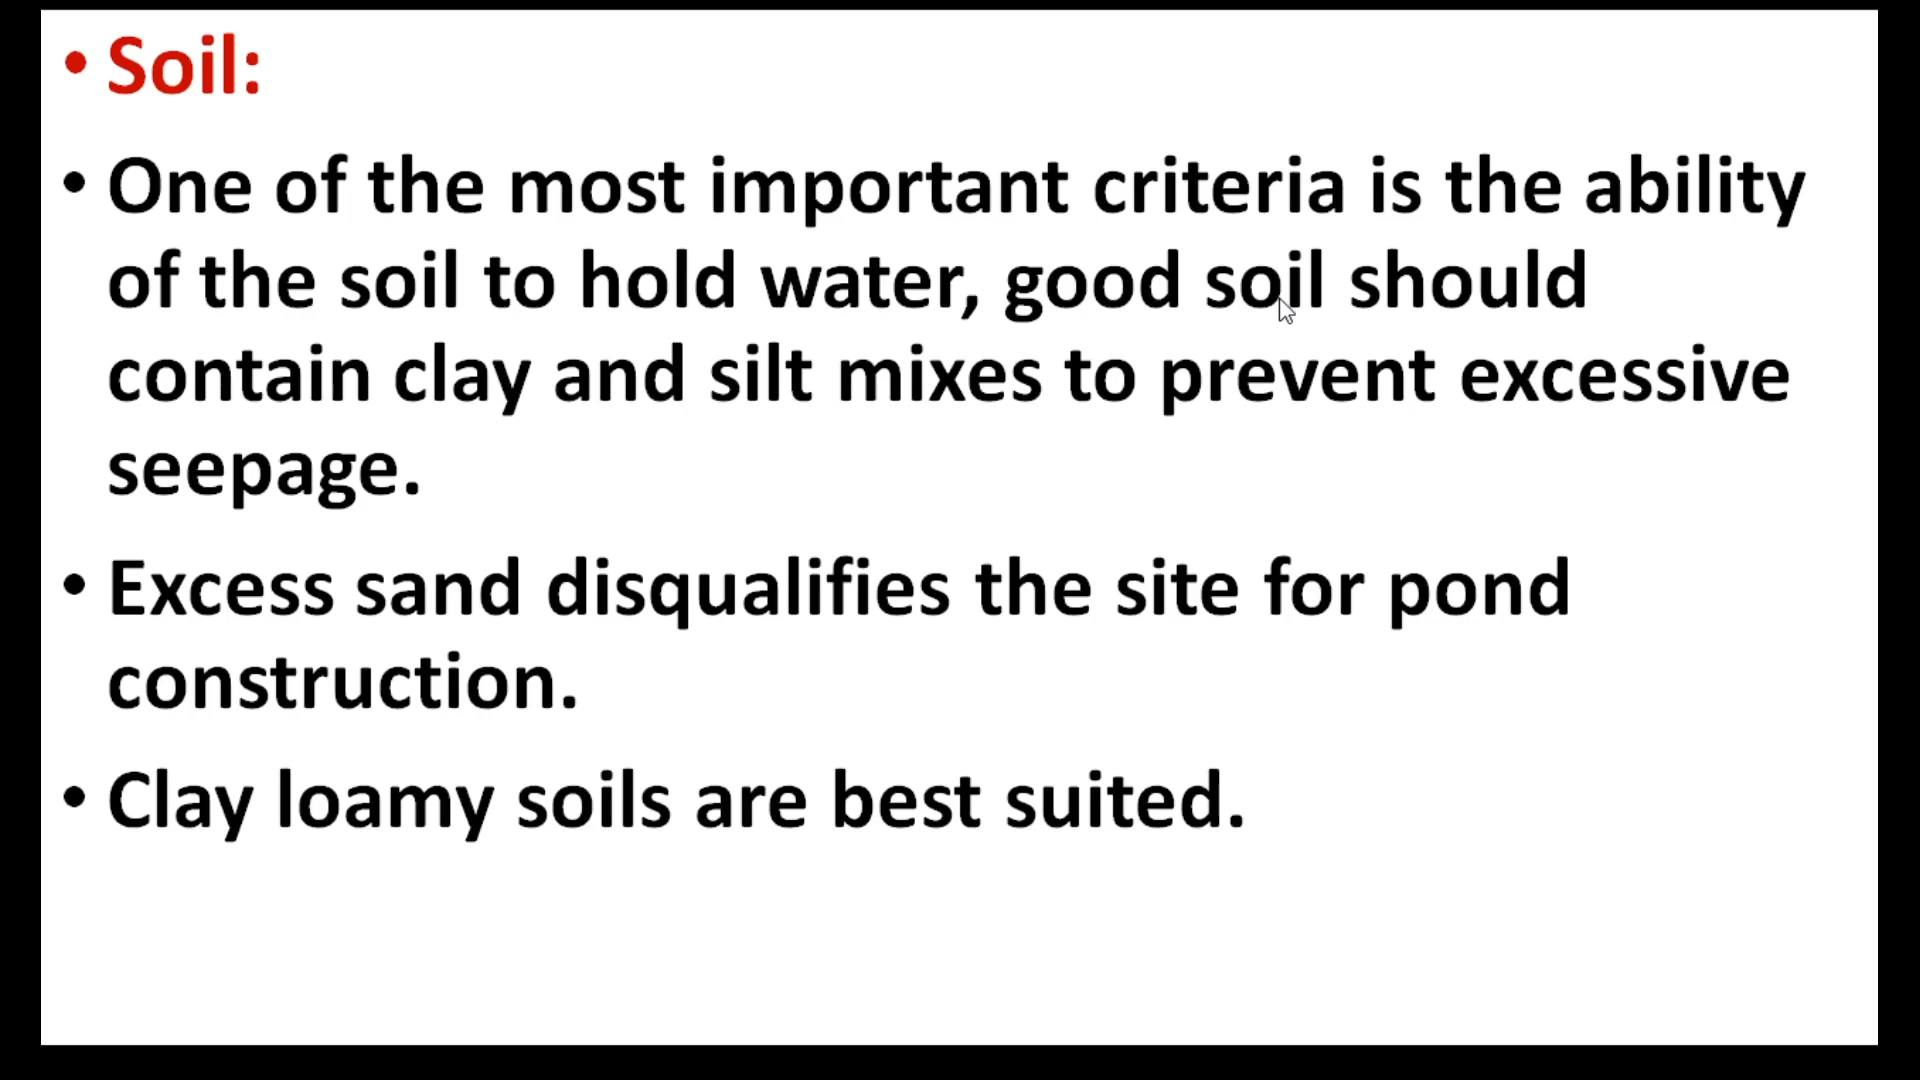 • Soil:
• One of the most important criteria is the ability
of the soil to hold water, good soil should
contain clay and silt mixes to prevent excessive
seepage.
• Excess sand disqualifies the site for pond
construction.
• Clay loamy soils are best suited.